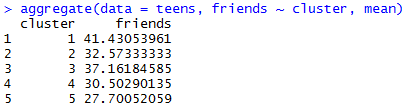 > aggregate(data = teens, friends ~ cluster, mean)
cluster friends
1 1 41.43053961
2 2 32.57333333
3 3 37.16184585
4 4 30.50290135
5 5 27.70052059